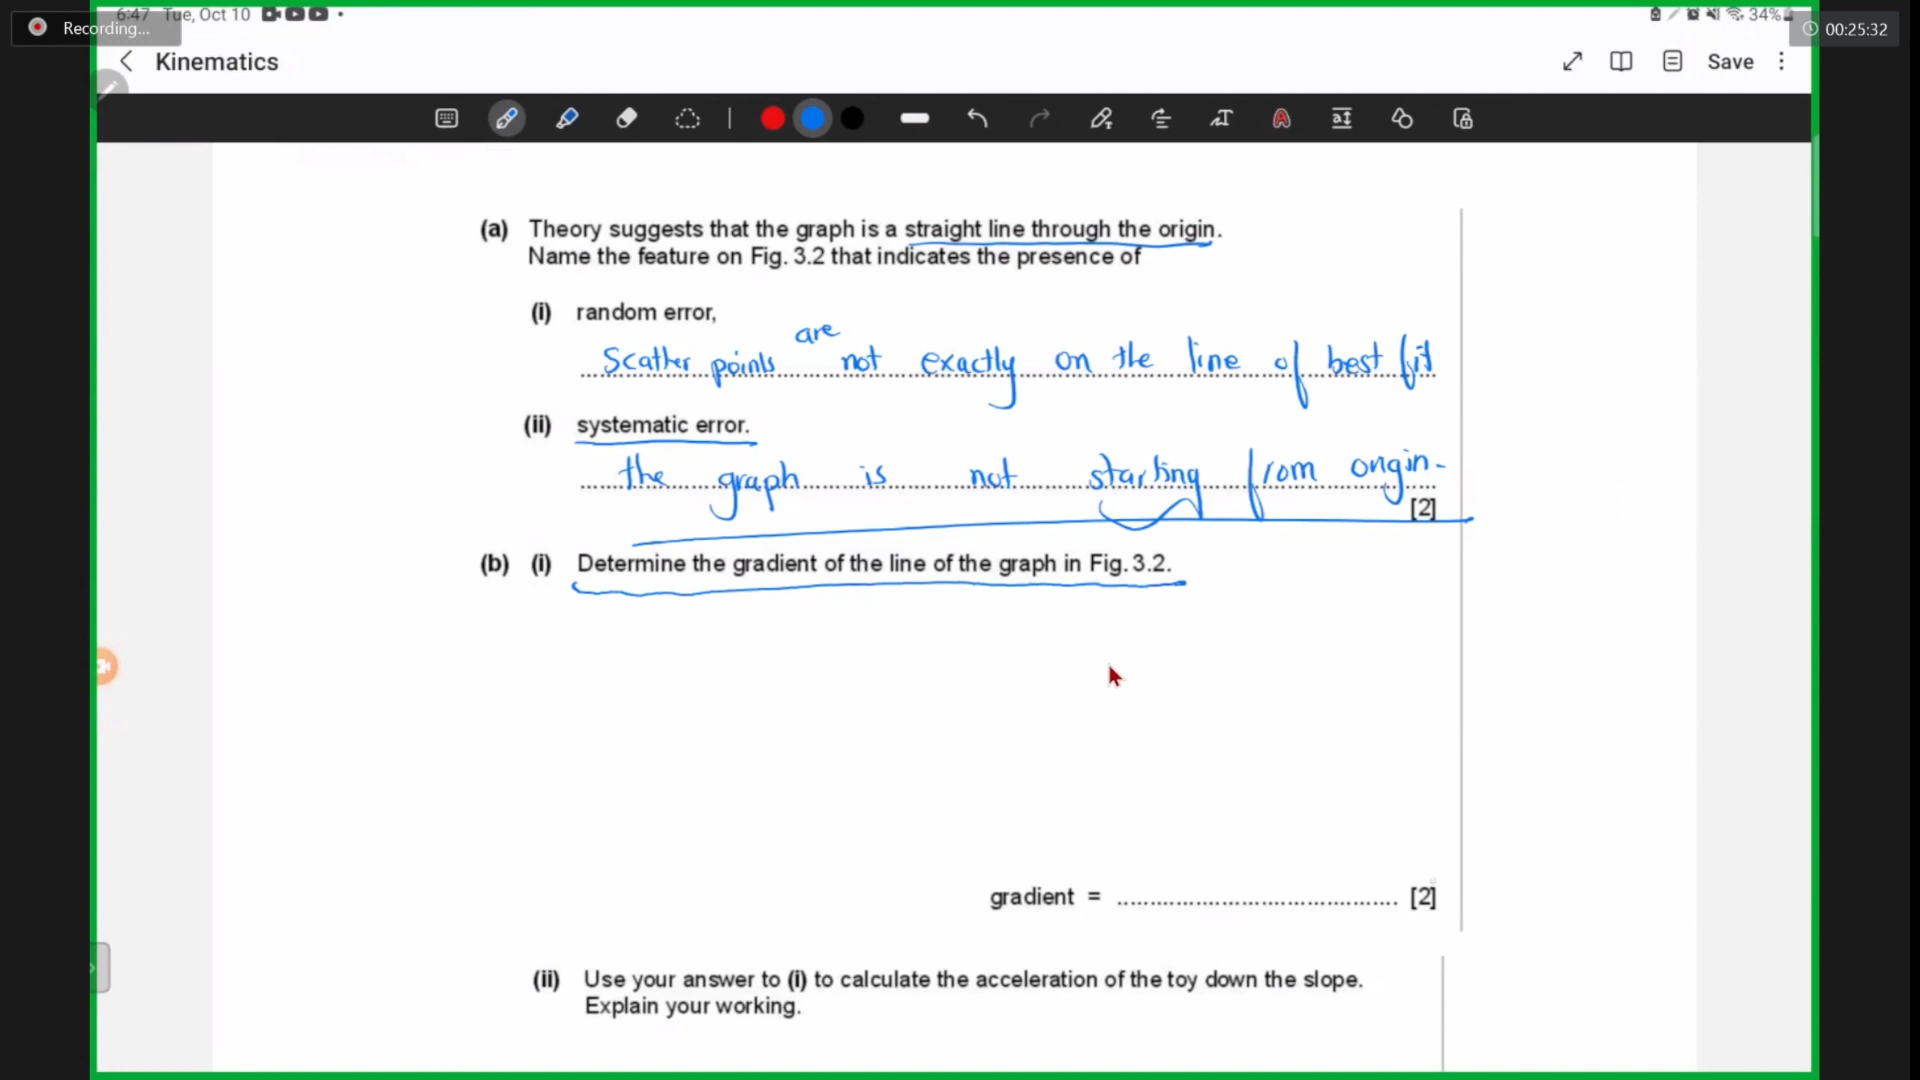 6:47 Tue, Oct 10
34%
Recording...
00:25:32
Kinematics
Save
(a) Theory suggests that the graph is a straight line through the origin.
Name the feature on Fig. 3.2 that indicates the presence of
(i) random error,
are
Scatter points not exactly on the line of best fit
(ii) systematic error.
the graph is not starting from origin.
[2]
(b) (i) Determine the gradient of the line of the graph in Fig. 3.2.
gradient = .......................................... [2]
(ii) Use your answer to (i) to calculate the acceleration of the toy down the slope.
Explain your working.